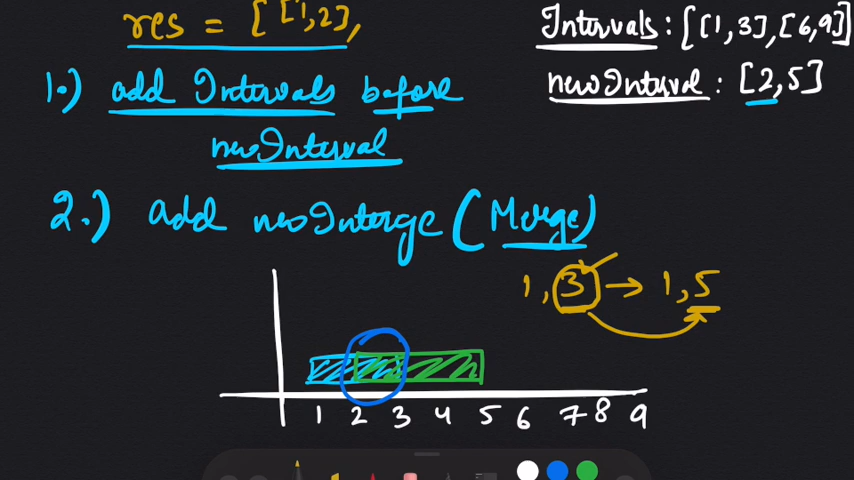 res = [[1,2],
Intervals: [[1,3],[6,9]]
newInterval: [2,5]
1.) add Intervals before
newInterval
2.) add newInterge (Merge)
1,3 → 1,5
1 2 3 4 5 6 7 8 9